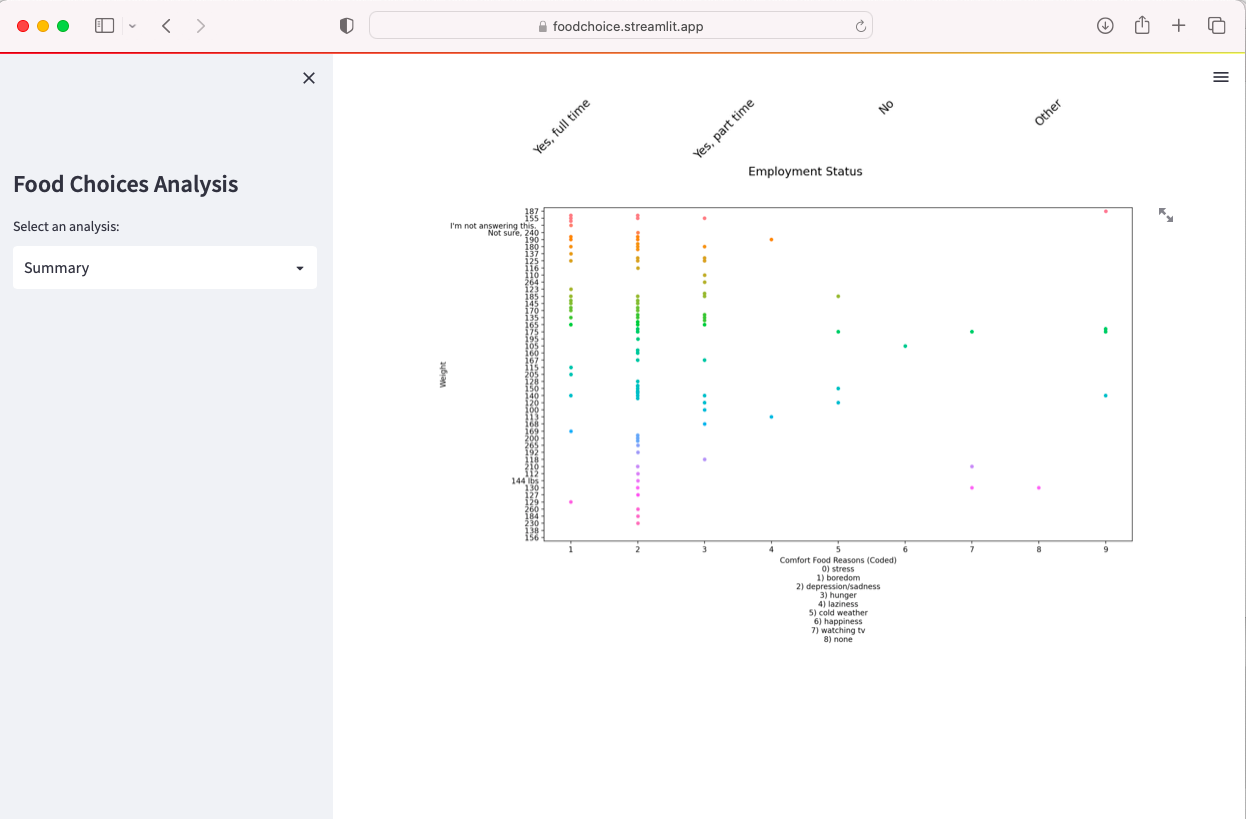 foodchoice.streamlit.app
Food Choices Analysis
Select an analysis:
Summary
Yes, full time
Yes, part time
No
Other
Employment Status
187
155
I'm not answering this.
Not sure, 240
190
180
137
125
116
110
264
123
185
145
170
135
165
175
195
105
160
167
115
205
128
150
140
120
100
113
168
169
200
265
192
118
210
112
144 lbs
130
127
129
260
184
230
138
156
Weight
1 2 3 4 5 6 7 8 9
Comfort Food Reasons (Coded)
0) stress
1) boredom
2) depression/sadness
3) hunger
4) laziness
5) cold weather
6) happiness
7) watching tv
8) none